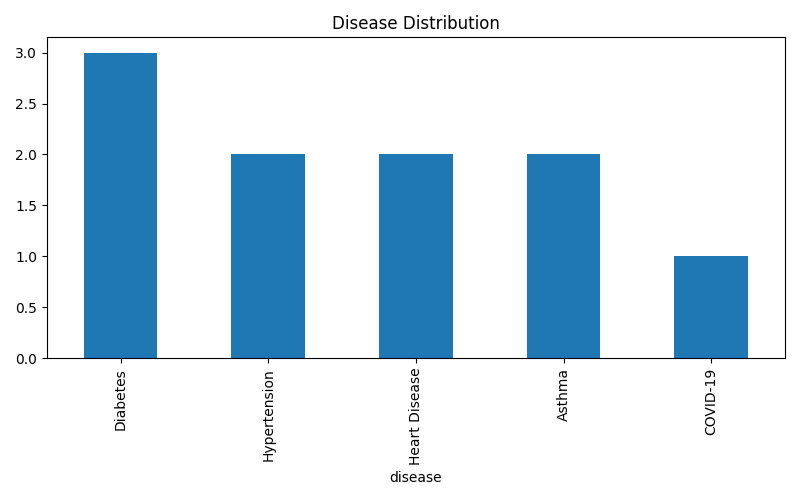 Disease Distribution
3.0
2.5
2.0
1.5
1.0
0.5
0.0
Diabetes
Hypertension
Heart Disease
Asthma
COVID-19
disease